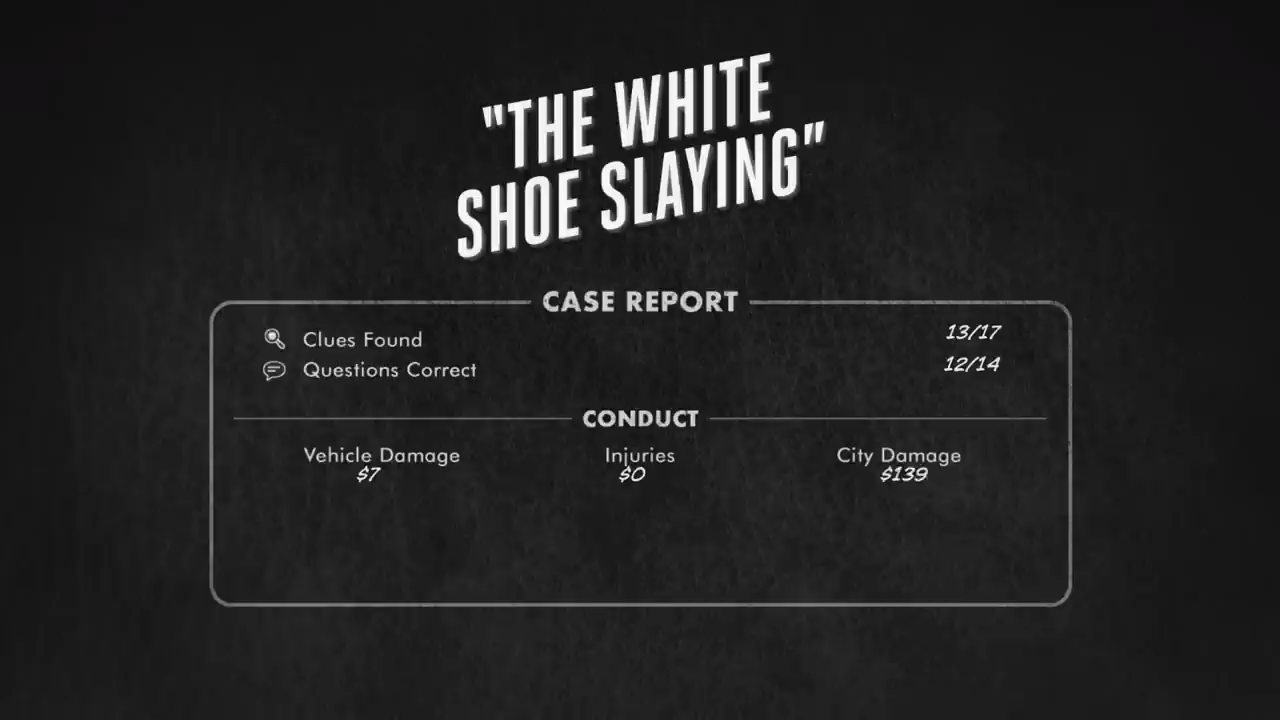 "THE WHITE
SHOE SLAYING"
CASE REPORT
Clues Found 13/17
Questions Correct 12/14
CONDUCT
Vehicle Damage Injuries City Damage
$7 $0 $139